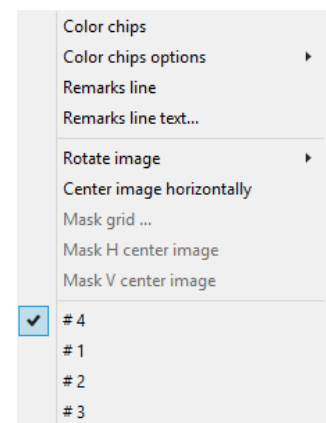 Color chips
Color chips options
Remarks line
Remarks line text...
Rotate image
Center image horizontally
Mask grid ...
Mask H center image
Mask V center image
# 4
# 1
# 2
# 3